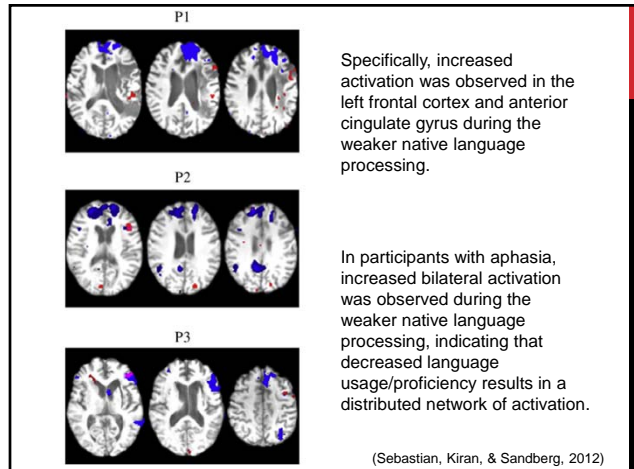 P1
Specifically, increased
activation was observed in the
left frontal cortex and anterior
cingulate gyrus during the
weaker native language
processing.
P2
In participants with aphasia,
increased bilateral activation
was observed during the
weaker native language
processing, indicating that
decreased language
usage/proficiency results in a
distributed network of activation.
P3
(Sebastian, Kiran, & Sandberg, 2012)